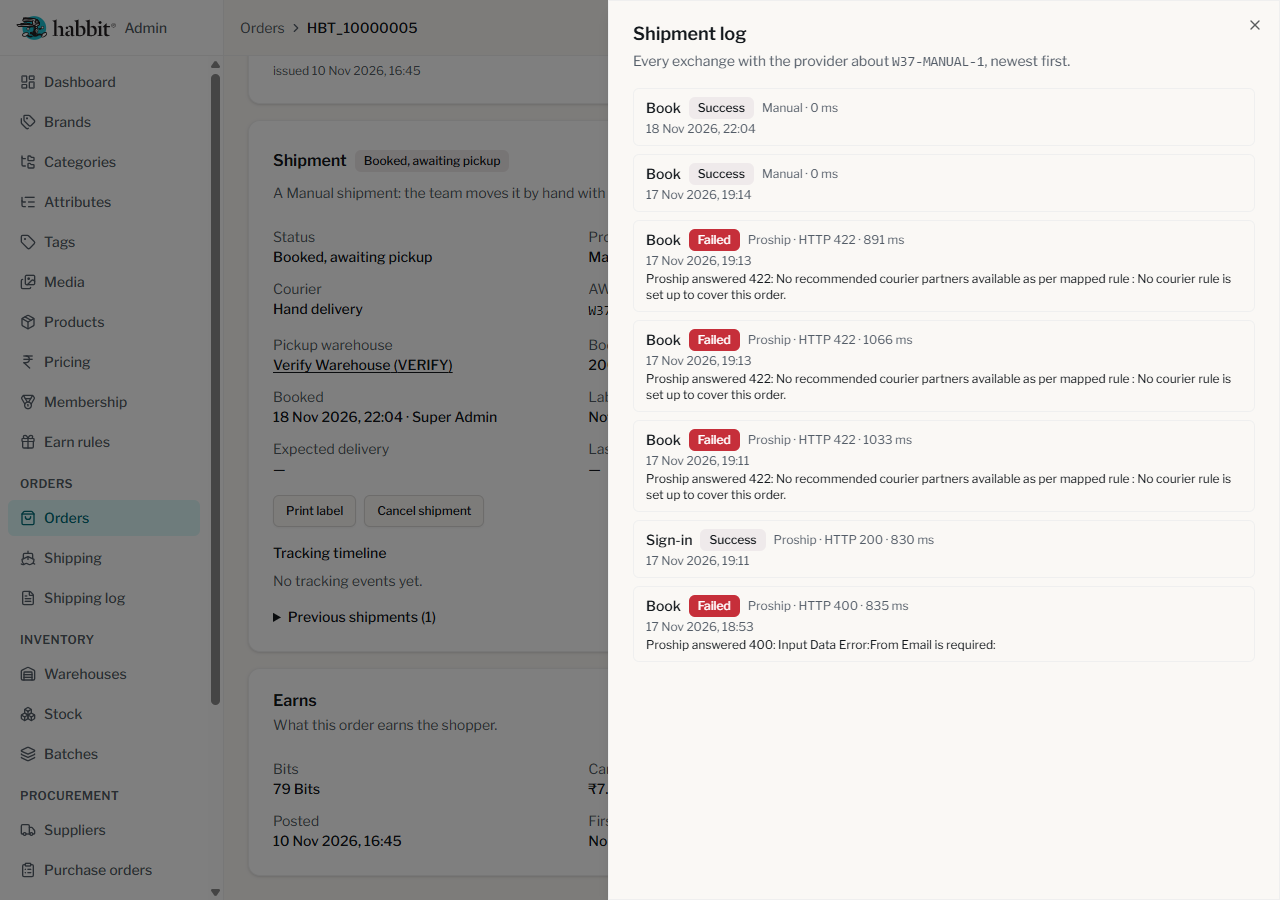 habbit® Admin
Dashboard
Brands
Categories
Attributes
Tags
Media
Products
Pricing
Membership
Earn rules
ORDERS
Orders
Shipping
Shipping log
INVENTORY
Warehouses
Stock
Batches
PROCUREMENT
Suppliers
Purchase orders
Orders > HBT_10000005
issued 10 Nov 2026, 16:45
Shipment Booked, awaiting pickup
A Manual shipment: the team moves it by hand with
Status
Booked, awaiting pickup
Courier
Hand delivery
Pickup warehouse
Verify Warehouse (VERIFY)
Booked
18 Nov 2026, 22:04 · Super Admin
Expected delivery
—
—
Print label Cancel shipment
Tracking timeline
No tracking events yet.
Previous shipments (1)
Earns
What this order earns the shopper.
Bits
79 Bits
₹7.
Posted
10 Nov 2026, 16:45
Shipment log
Every exchange with the provider about W37-MANUAL-1, newest first.
Book Success Manual · 0 ms
18 Nov 2026, 22:04
Book Success Manual · 0 ms
17 Nov 2026, 19:14
Book Failed Proship · HTTP 422 · 891 ms
17 Nov 2026, 19:13
Proship answered 422: No recommended courier partners available as per mapped rule : No courier rule is
set up to cover this order.
Book Failed Proship · HTTP 422 · 1066 ms
17 Nov 2026, 19:13
Proship answered 422: No recommended courier partners available as per mapped rule : No courier rule is
set up to cover this order.
Book Failed Proship · HTTP 422 · 1033 ms
17 Nov 2026, 19:11
Proship answered 422: No recommended courier partners available as per mapped rule : No courier rule is
set up to cover this order.
Sign-in Success Proship · HTTP 200 · 830 ms
17 Nov 2026, 19:11
Book Failed Proship · HTTP 400 · 835 ms
17 Nov 2026, 18:53
Proship answered 400: Input Data Error:From Email is required: